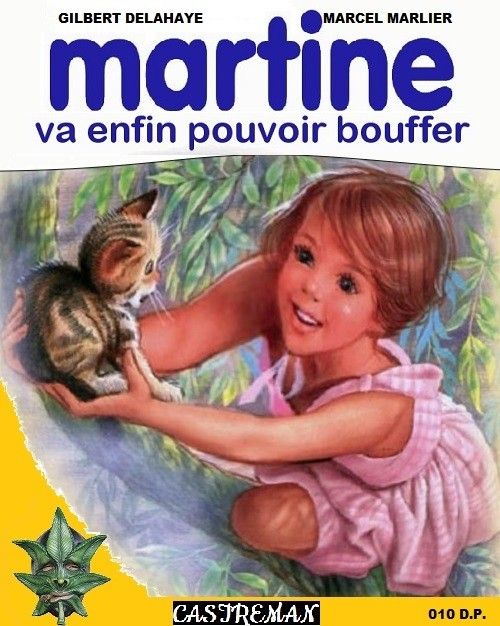 GILBERT DELAHAYE MARCEL MARLIER
martine
va enfin pouvoir bouffer
CASTREMAN 010 D.P.